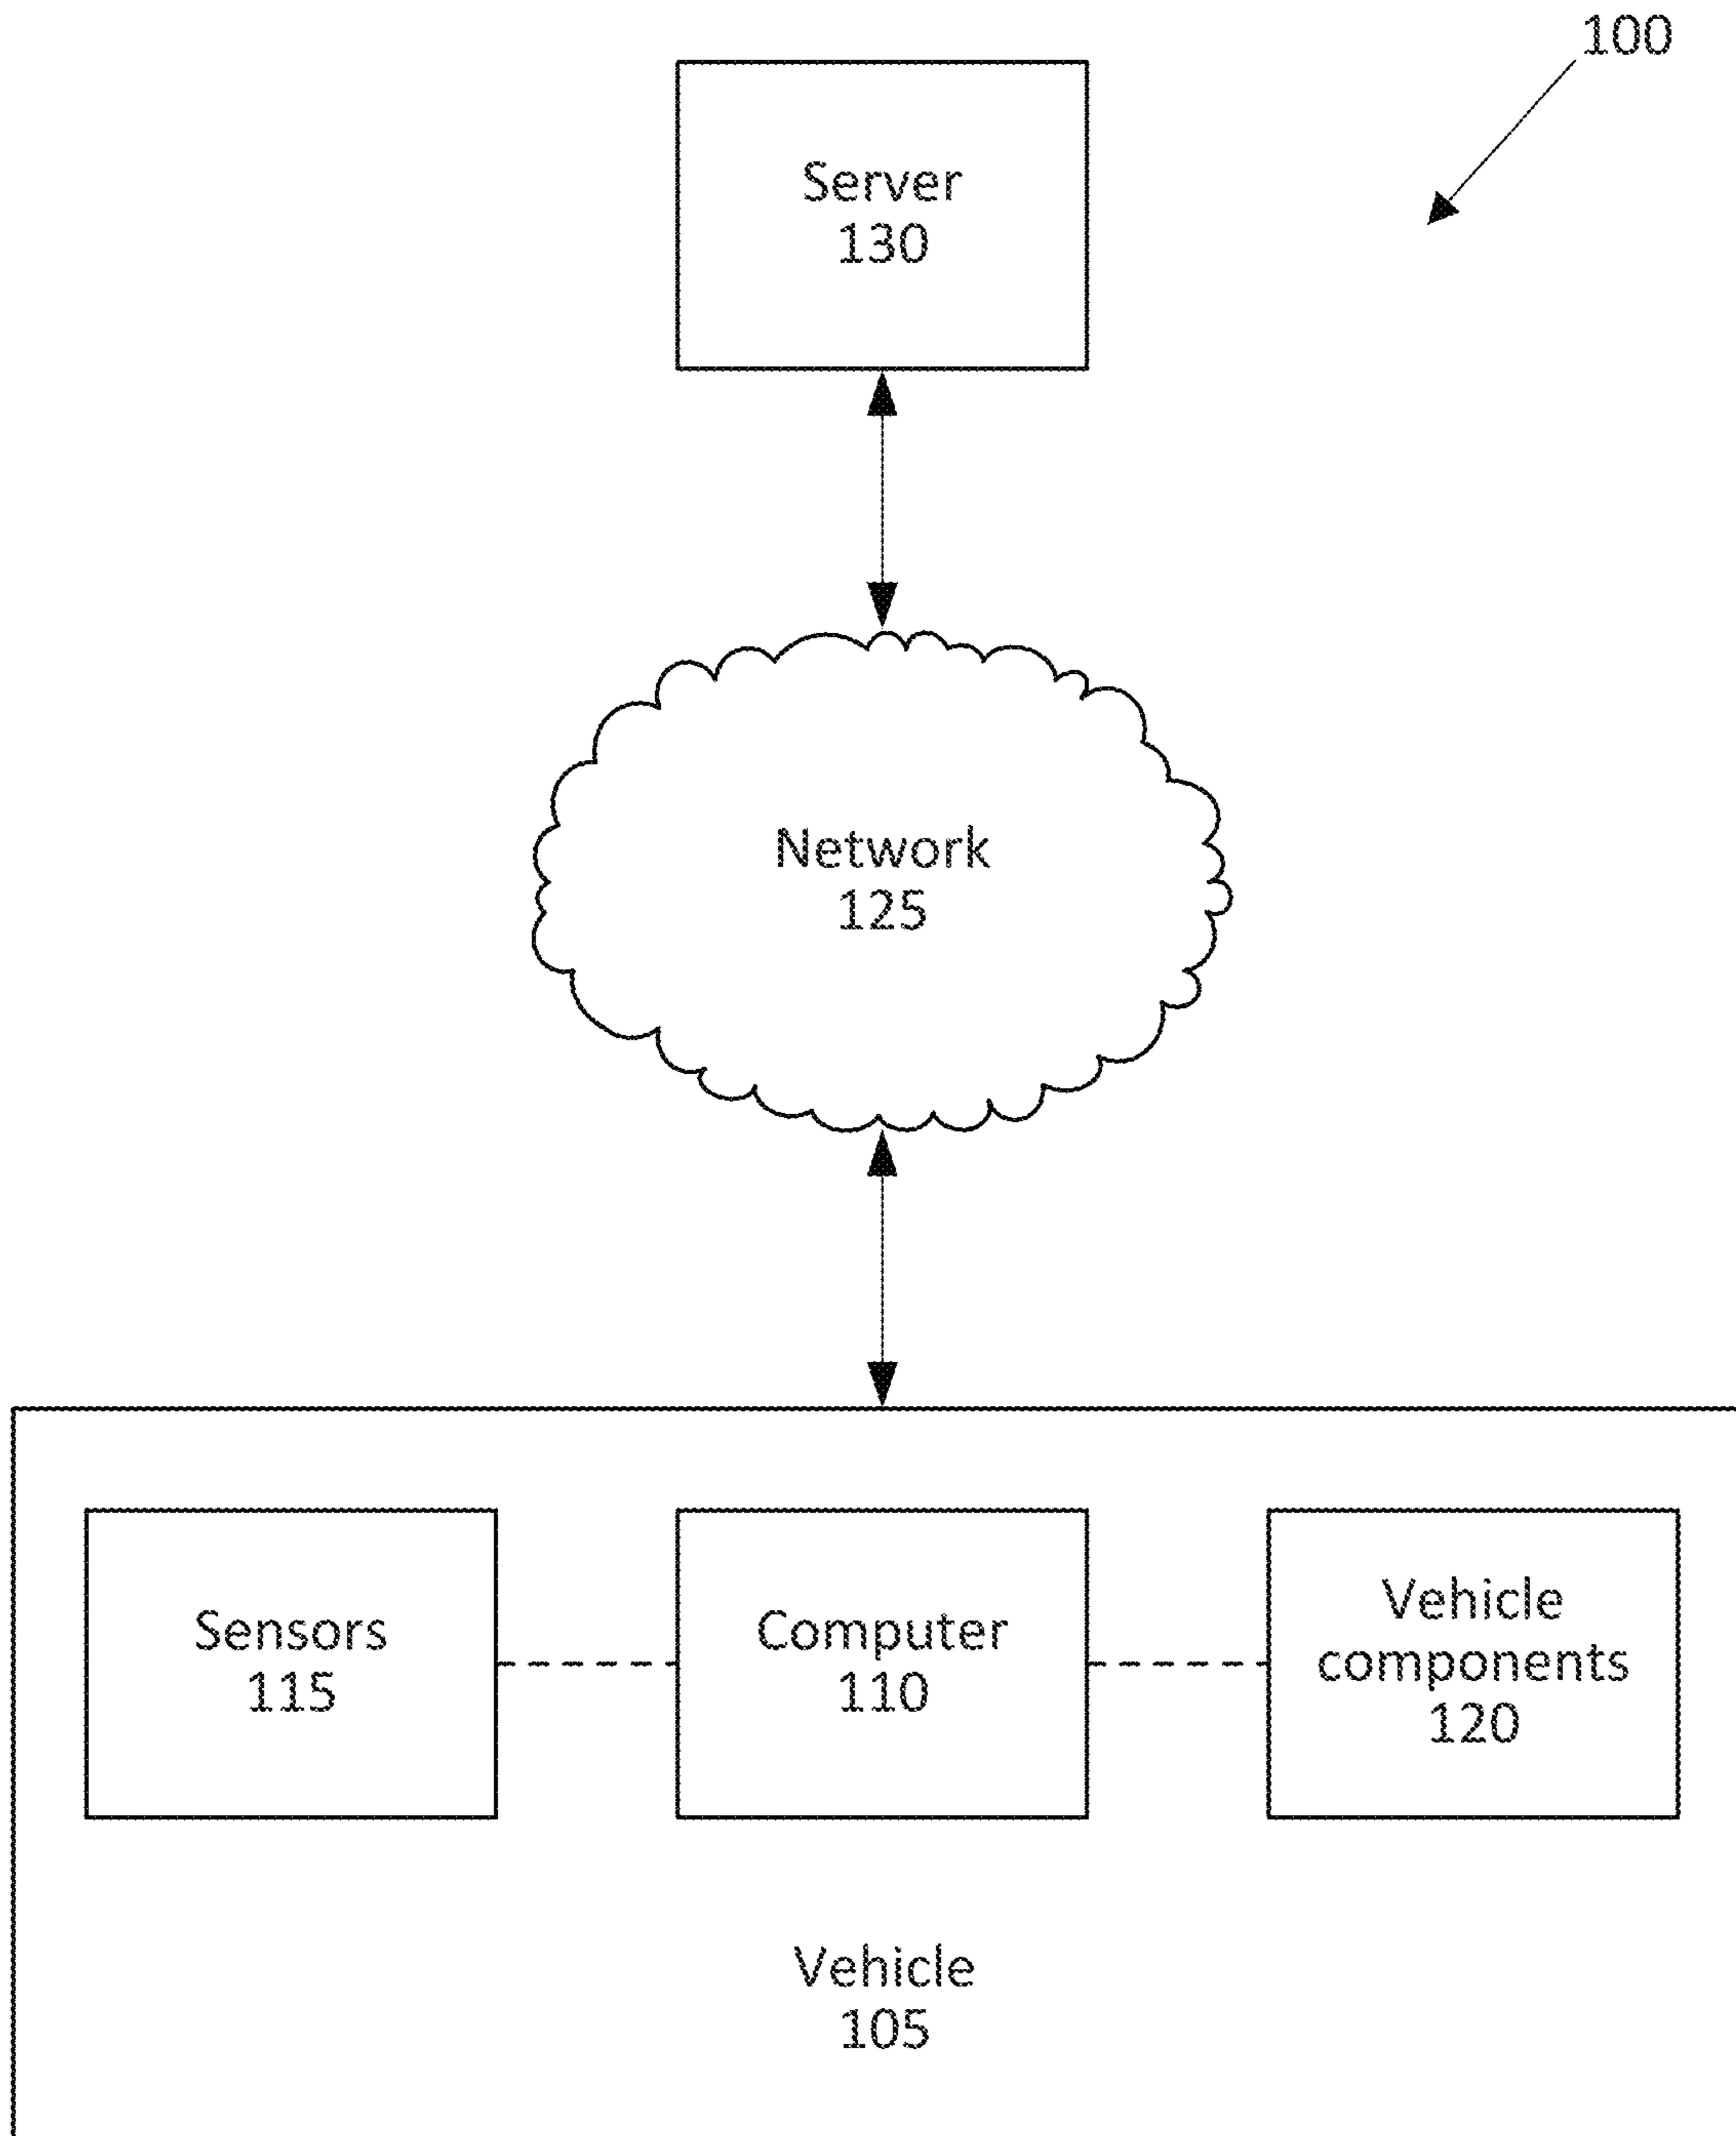 100
Server
130
Network
125
Sensors
115
Computer
110
Vehicle
components
120
Vehicle
105